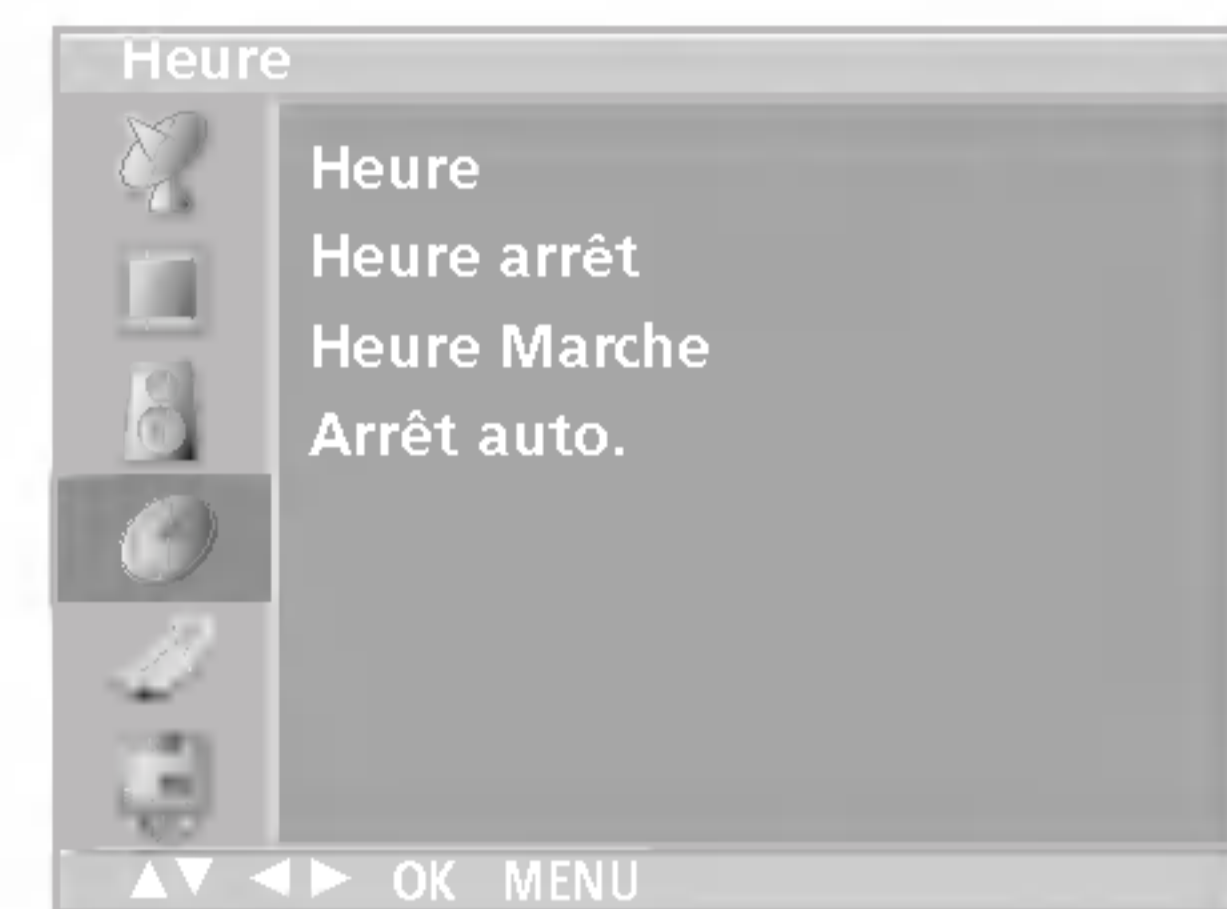 Heure
Heure
Heure arrêt
Heure Marche
Arrêt auto.
▲▼ ◀▶ OK MENU